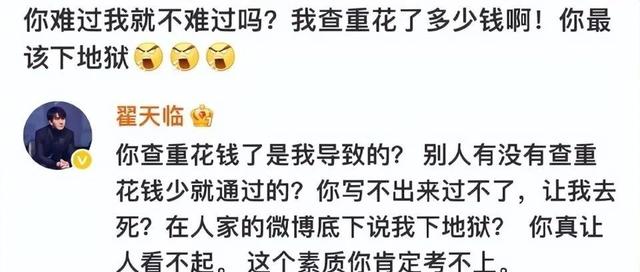 你难过我就不难过吗？我查重花了多少钱啊！你最
该下地狱
翟天临
你查重花钱了是我导致的？ 别人有没有查重
花钱少就通过的？你写不出来过不了，让我去
死？在人家的微博底下说我下地狱？ 你真让
人看不起。 这个素质你肯定考不上。